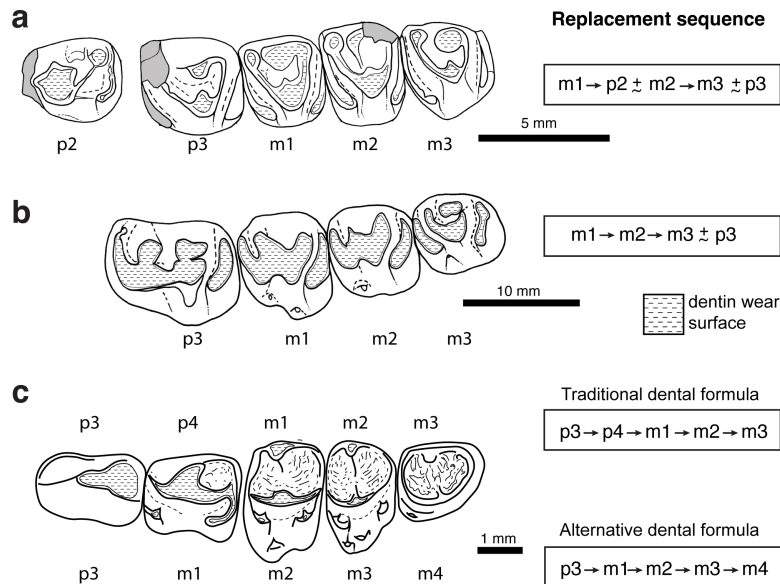 a
Replacement sequence
m1→ p2 ± m2 → m3 ± p3
~ ~
5 mm
p2 p3 m1 m2 m3
b
m1→ m2→ m3 ± p3
~
10 mm
dentin wear
surface
p3 m1 m2 m3
c
Traditional dental formula
p3 p4 m1 m2 m3
p3→ p4→ m1→ m2→ m3
1 mm
Alternative dental formula
p3 m1 m2 m3 m4
p3→ m1→ m2→ m3→ m4